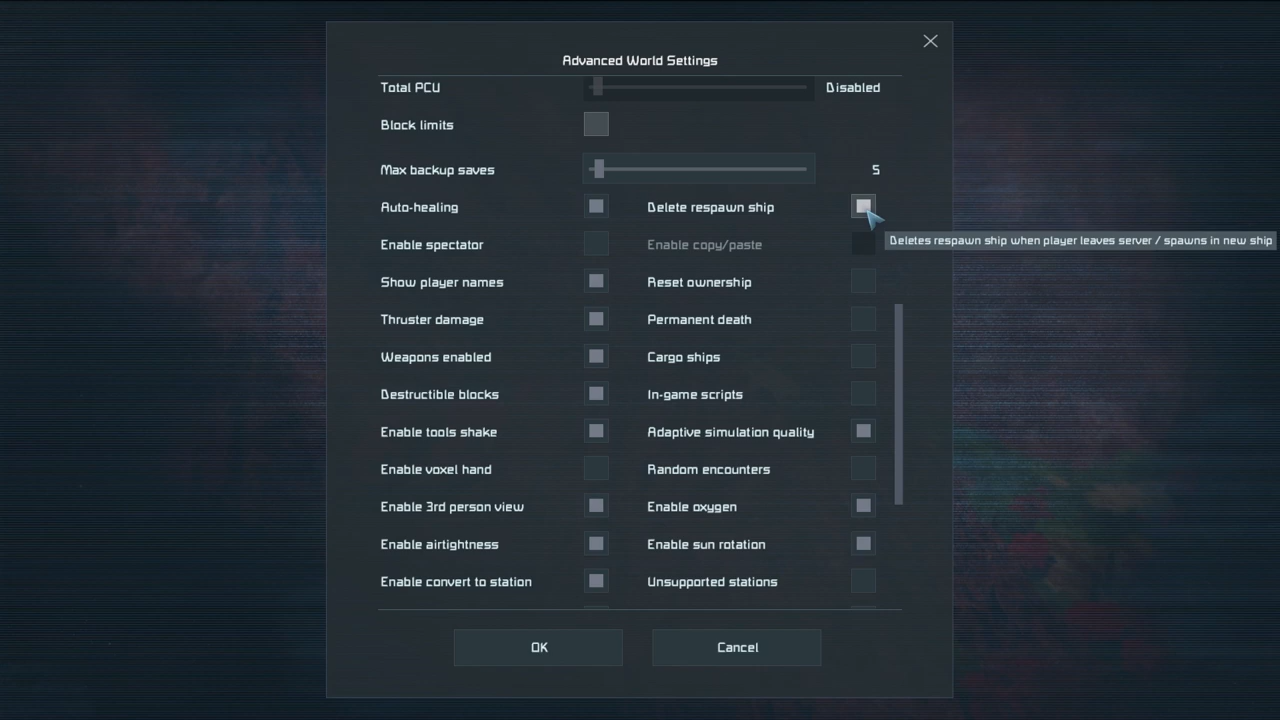 Advanced World Settings
Total PCU Disabled
Block limits
Max backup saves 5
Auto-healing Delete respawn ship
Deletes respawn ship when player leaves server / spawns in new ship
Enable spectator Enable copy/paste
Show player names Reset ownership
Thruster damage Permanent death
Weapons enabled Cargo ships
Destructible blocks In-game scripts
Enable tools shake Adaptive simulation quality
Enable voxel hand Random encounters
Enable 3rd person view Enable oxygen
Enable airtightness Enable sun rotation
Enable convert to station Unsupported stations
OK Cancel